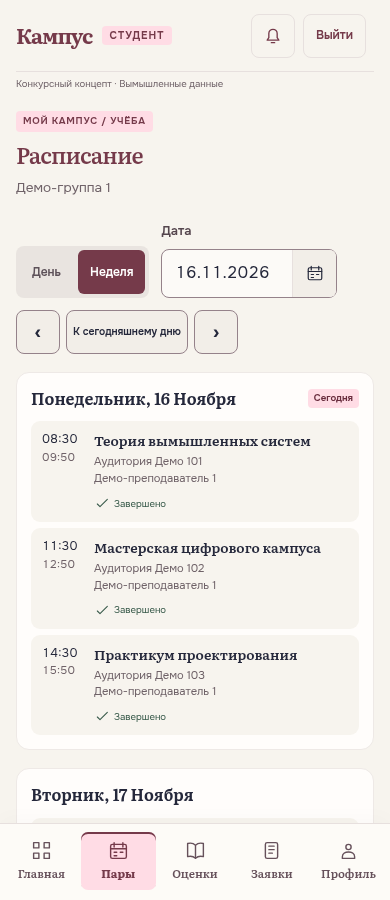 Кампус СТУДЕНТ Выйти
Конкурсный концепт · Вымышленные данные
МОЙ КАМПУС / УЧЁБА
Расписание
Демо-группа 1
Дата
День Неделя 16.11.2026
‹ К сегодняшнему дню ›
Понедельник, 16 Ноября Сегодня
08:30 Теория вымышленных систем
09:50 Аудитория Демо 101
Демо-преподаватель 1
Завершено
11:30 Мастерская цифрового кампуса
12:50 Аудитория Демо 102
Демо-преподаватель 1
Завершено
14:30 Практикум проектирования
15:50 Аудитория Демо 103
Демо-преподаватель 1
Завершено
Вторник, 17 Ноября
Главная Пары Оценки Заявки Профиль